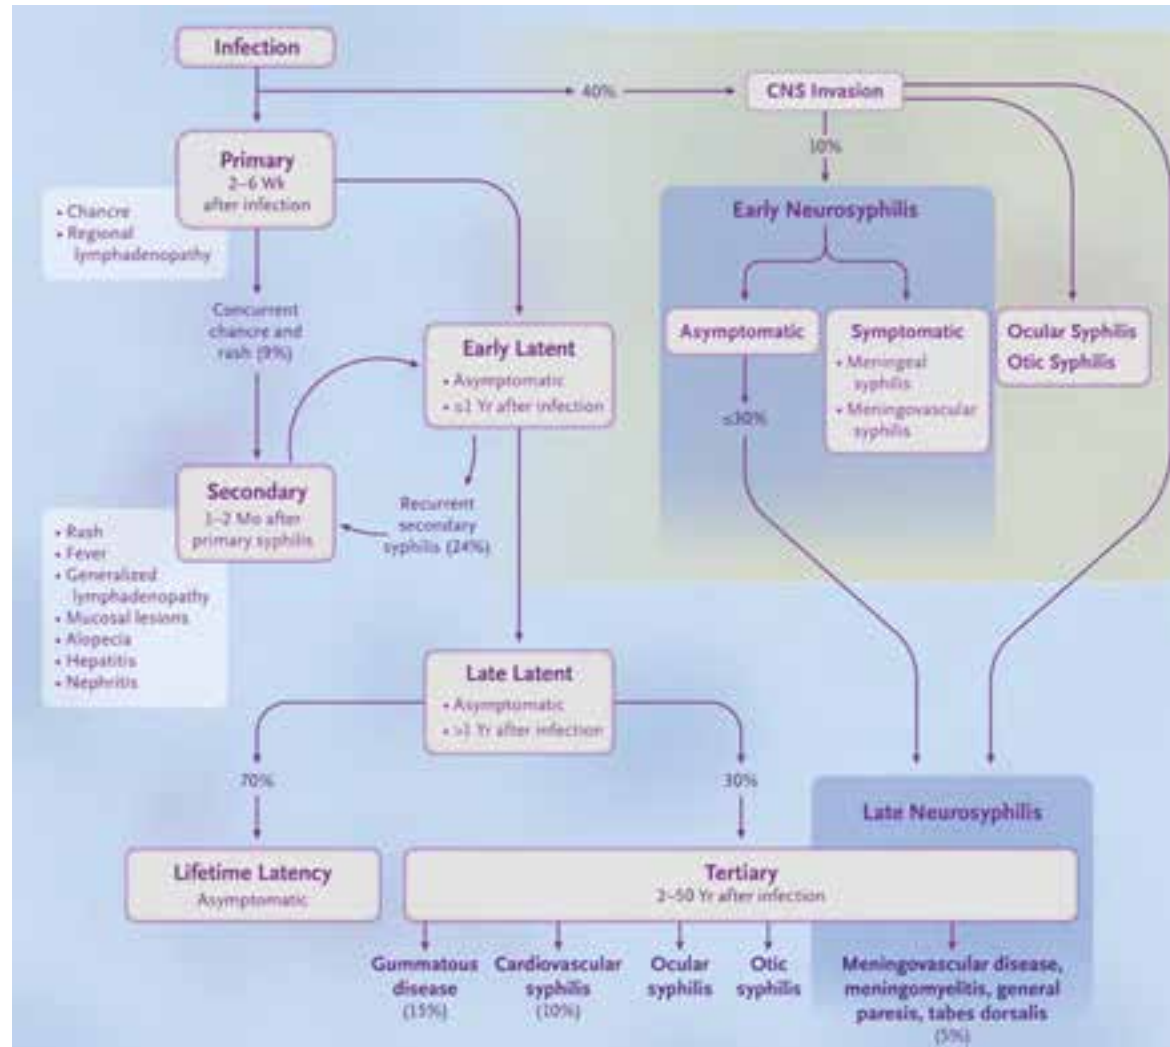 Infection
40%
CNS Invasion
10%
Primary
2–6 Wk
after infection
• Chancre
• Regional
lymphadenopathy
Concurrent
chancre and
rash (9%)
Early Neurosyphilis
Asymptomatic
≤30%
Symptomatic
• Meningeal
syphilis
• Meningovascular
syphilis
Ocular Syphilis
Otic Syphilis
Early Latent
• Asymptomatic
• ≤1 Yr after infection
Secondary
1–2 Mo after
primary syphilis
Recurrent
secondary
syphilis (24%)
• Rash
• Fever
• Generalized
lymphadenopathy
• Mucosal lesions
• Alopecia
• Hepatitis
• Nephritis
Late Latent
• Asymptomatic
• >1 Yr after infection
70%
30%
Late Neurosyphilis
Lifetime Latency
Asymptomatic
Tertiary
2–50 Yr after infection
Gummatous
disease
(15%)
Cardiovascular
syphilis
(10%)
Ocular
syphilis
Otic
syphilis
Meningovascular disease,
meningomyelitis, general
paresis, tabes dorsalis
(5%)